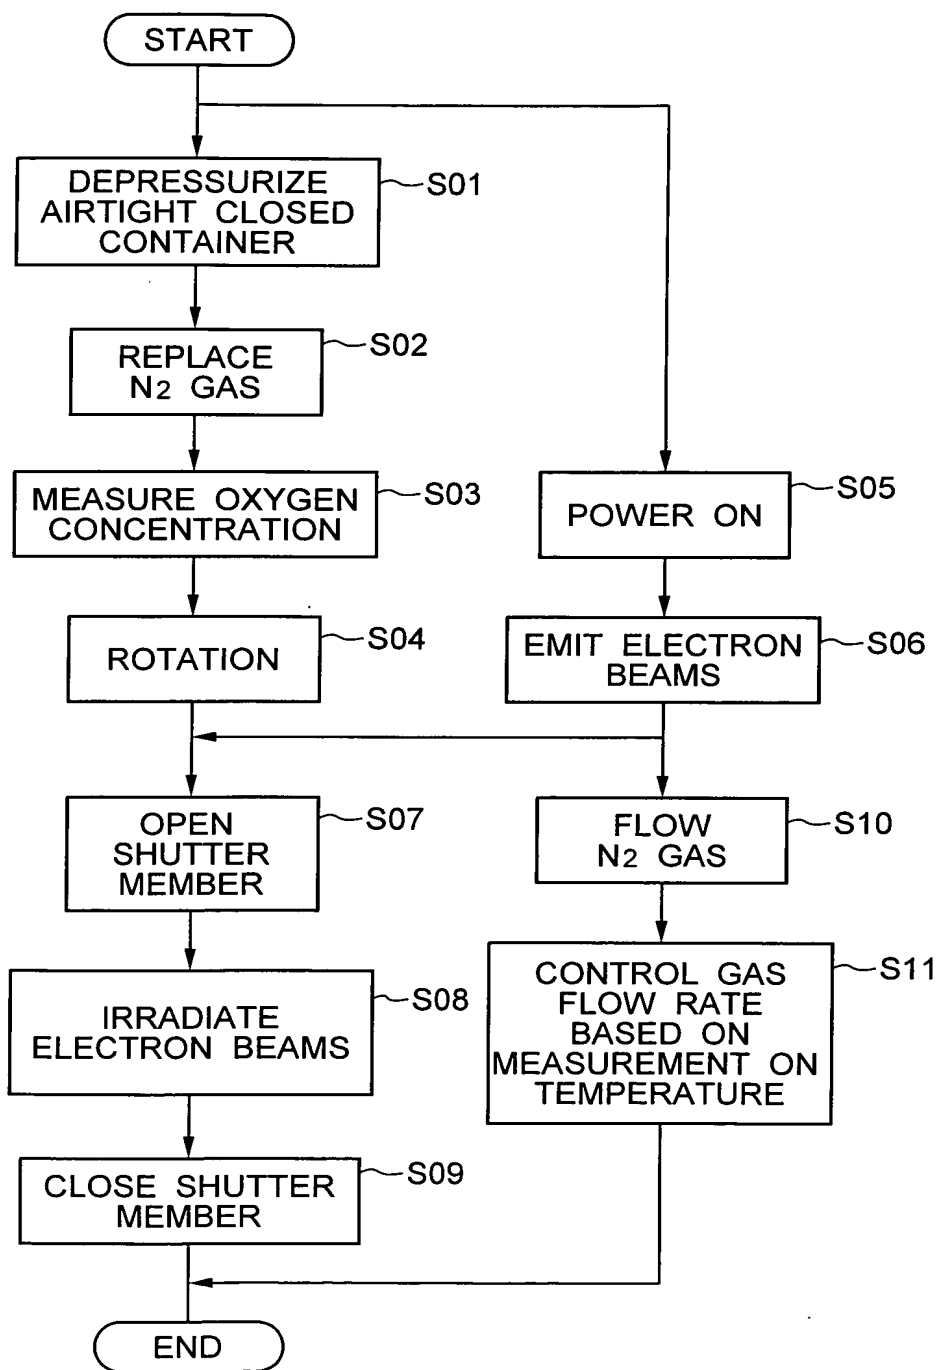 START
DEPRESSURIZE
AIRTIGHT CLOSED
CONTAINER
S01
REPLACE
N2 GAS
S02
MEASURE OXYGEN
CONCENTRATION
S03
ROTATION
S04
POWER ON
S05
EMIT ELECTRON
BEAMS
S06
OPEN
SHUTTER
MEMBER
S07
IRRADIATE
ELECTRON BEAMS
S08
CLOSE SHUTTER
MEMBER
S09
FLOW
N2 GAS
S10
CONTROL GAS
FLOW RATE
BASED ON
MEASUREMENT ON
TEMPERATURE
S11
END